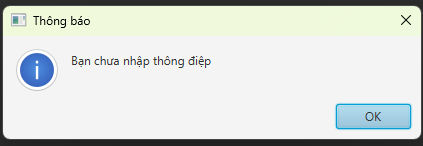 Thông báo
Bạn chưa nhập thông điệp
OK